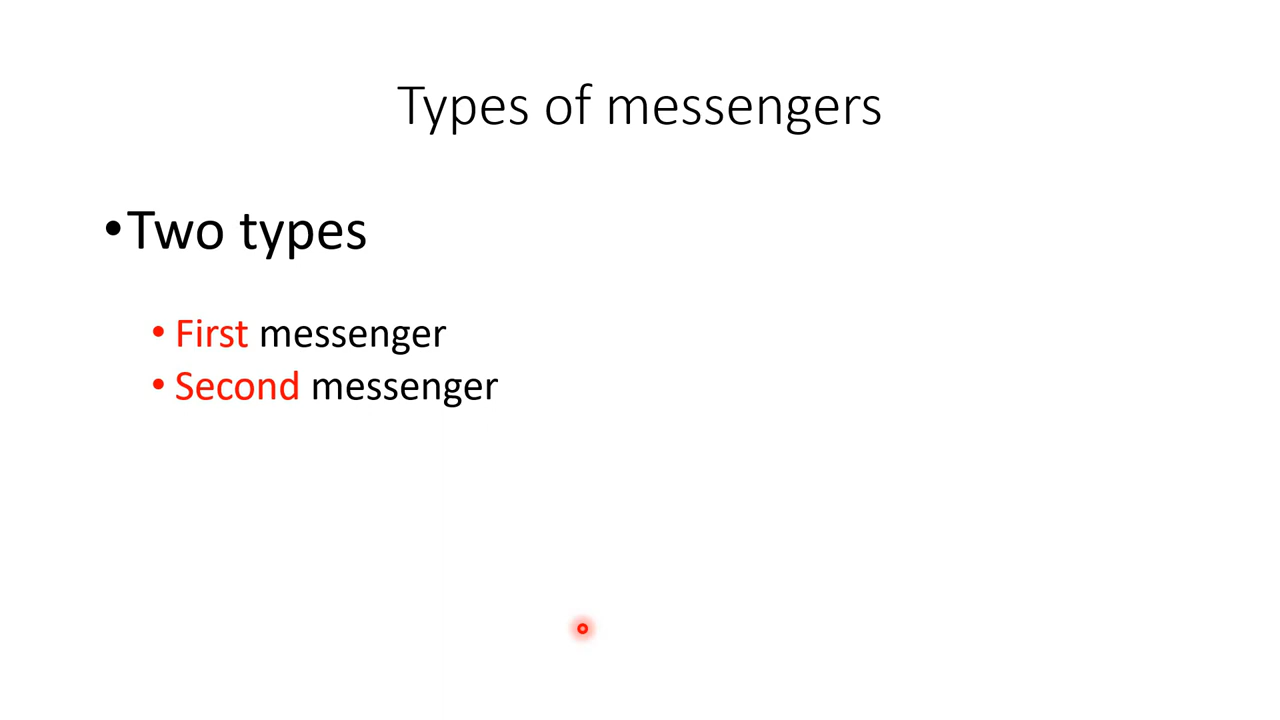 Types of messengers
•Two types
• First messenger
• Second messenger